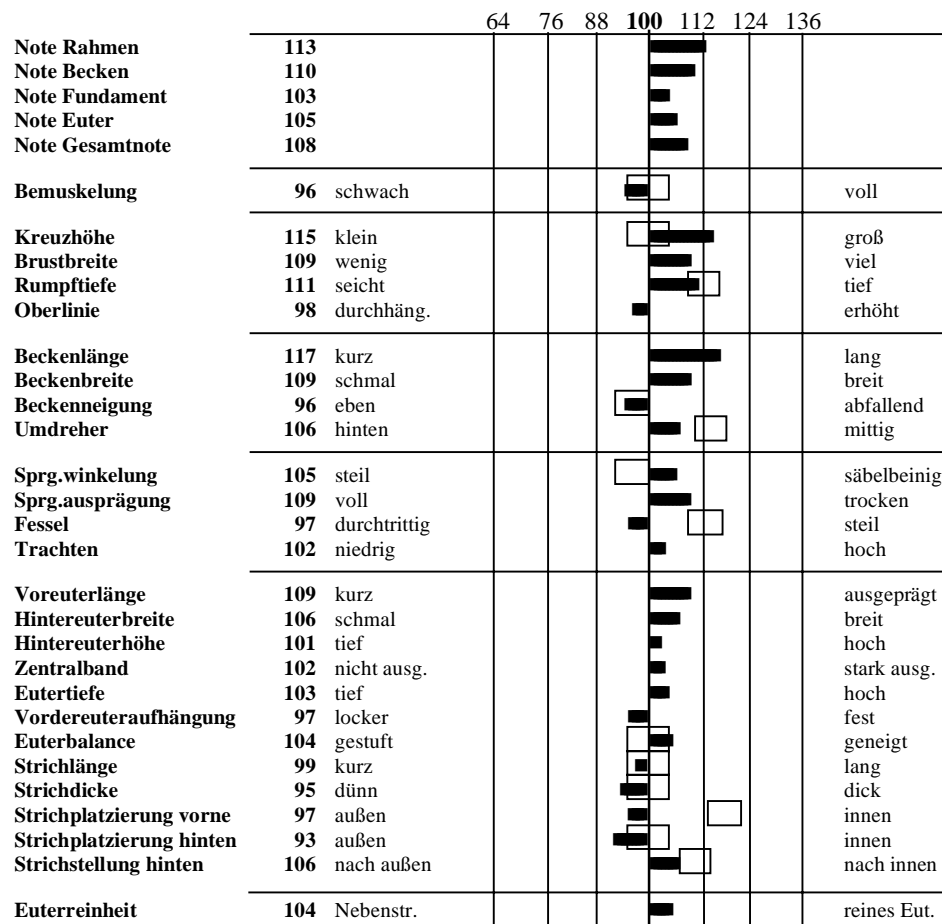 64 76 88 100 112 124 136
Note Rahmen 113
Note Becken 110
Note Fundament 103
Note Euter 105
Note Gesamtnote 108
Bemuskelung 96 schwach voll
Kreuzhöhe 115 klein groß
Brustbreite 109 wenig viel
Rumpftiefe 111 seicht tief
Oberlinie 98 durchhäng. erhöht
Beckenlänge 117 kurz lang
Beckenbreite 109 schmal breit
Beckenneigung 96 eben abfallend
Umdreher 106 hinten mittig
Sprg.winkelung 105 steil säbelbeinig
Sprg.ausprägung 109 voll trocken
Fessel 97 durchtrittig steil
Trachten 102 niedrig hoch
Voreuterlänge 109 kurz ausgeprägt
Hintereuterbreite 106 schmal breit
Hintereuterhöhe 101 tief hoch
Zentralband 102 nicht ausg. stark ausg.
Eutertiefe 103 tief hoch
Vordereuteraufhängung 97 locker fest
Euterbalance 104 gestuft geneigt
Strichlänge 99 kurz lang
Strichdicke 95 dünn dick
Strichplatzierung vorne 97 außen innen
Strichplatzierung hinten 93 außen innen
Strichstellung hinten 106 nach außen nach innen
Euterreinheit 104 Nebenstr. reines Eut.